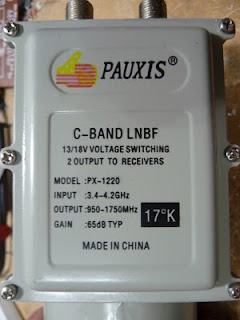 PAUXIS®
C-BAND LNBF
13/18V VOLTAGE SWITCHING
2 OUTPUT TO RECEIVERS
MODEL : PX-1220
INPUT : 3.4-4.2GHz
OUTPUT : 950-1750MHz
GAIN : 65dB TYP
17°K
MADE IN CHINA